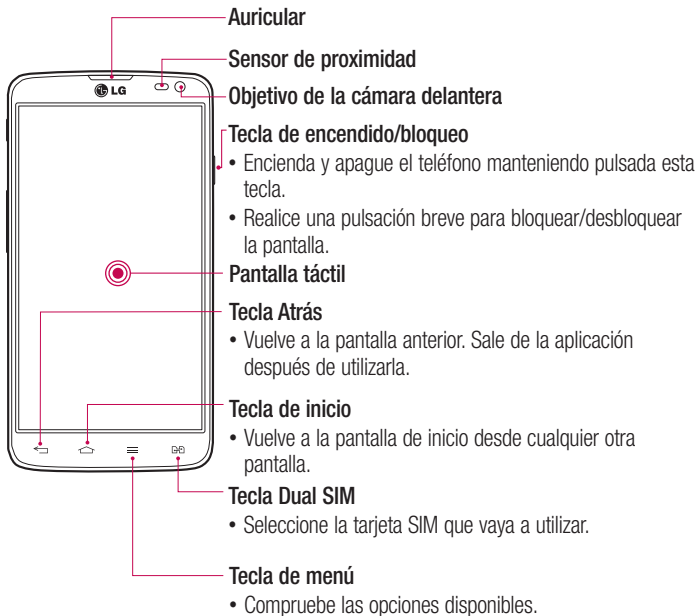 Auricular
Sensor de proximidad
LG
Objetivo de la cámara delantera
Tecla de encendido/bloqueo
• Encienda y apague el teléfono manteniendo pulsada esta
tecla.
• Realice una pulsación breve para bloquear/desbloquear
la pantalla.
Pantalla táctil
Tecla Atrás
• Vuelve a la pantalla anterior. Sale de la aplicación
después de utilizarla.
Tecla de inicio
• Vuelve a la pantalla de inicio desde cualquier otra
pantalla.
Tecla Dual SIM
• Seleccione la tarjeta SIM que vaya a utilizar.
Tecla de menú
• Compruebe las opciones disponibles.